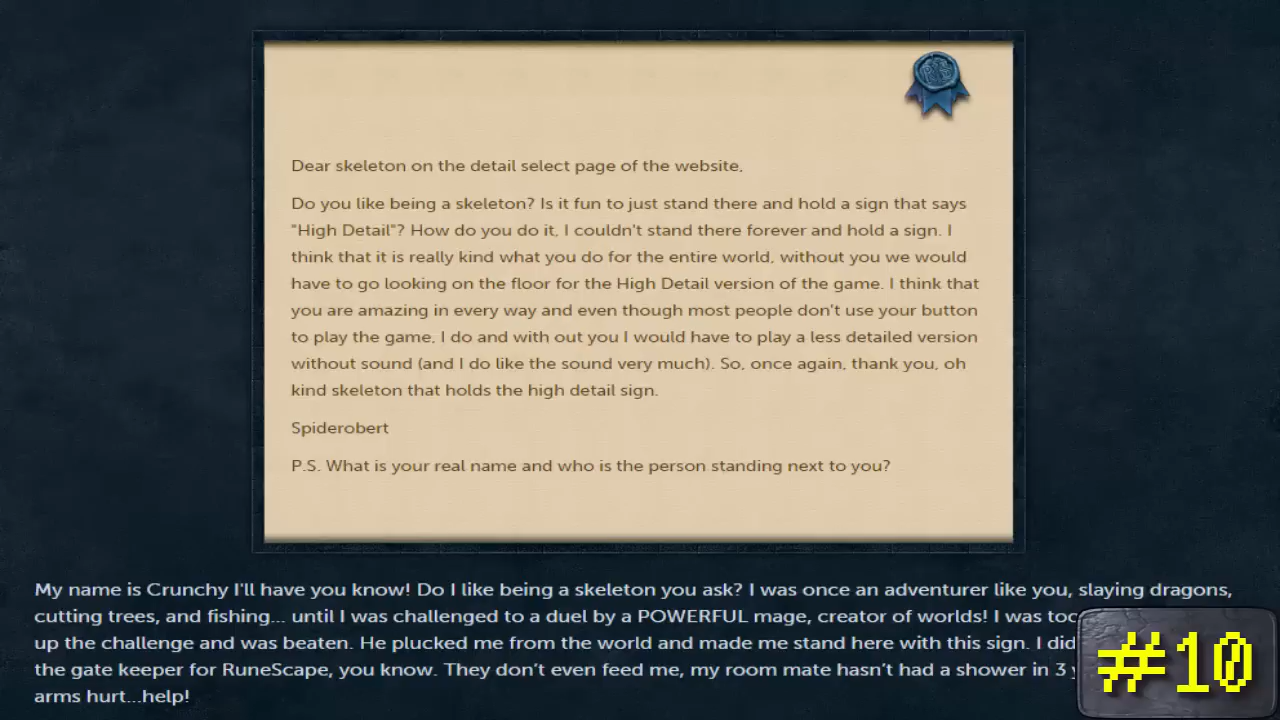 Dear skeleton on the detail select page of the website,
Do you like being a skeleton? Is it fun to just stand there and hold a sign that says
"High Detail"? How do you do it, I couldn't stand there forever and hold a sign. I
think that it is really kind what you do for the entire world, without you we would
have to go looking on the floor for the High Detail version of the game. I think that
you are amazing in every way and even though most people don't use your button
to play the game, I do and with out you I would have to play a less detailed version
without sound (and I do like the sound very much). So, once again, thank you, oh
kind skeleton that holds the high detail sign.
Spiderobert
P.S. What is your real name and who is the person standing next to you?
My name is Crunchy I'll have you know! Do I like being a skeleton you ask? I was once an adventurer like you, slaying dragons,
cutting trees, and fishing... until I was challenged to a duel by a POWERFUL mage, creator of worlds! I was
up the challenge and was beaten. He plucked me from the world and made me stand here with this sign. I
the gate keeper for RuneScape, you know. They don't even feed me, my room mate hasn't had a shower in 3
arms hurt...help!
#10